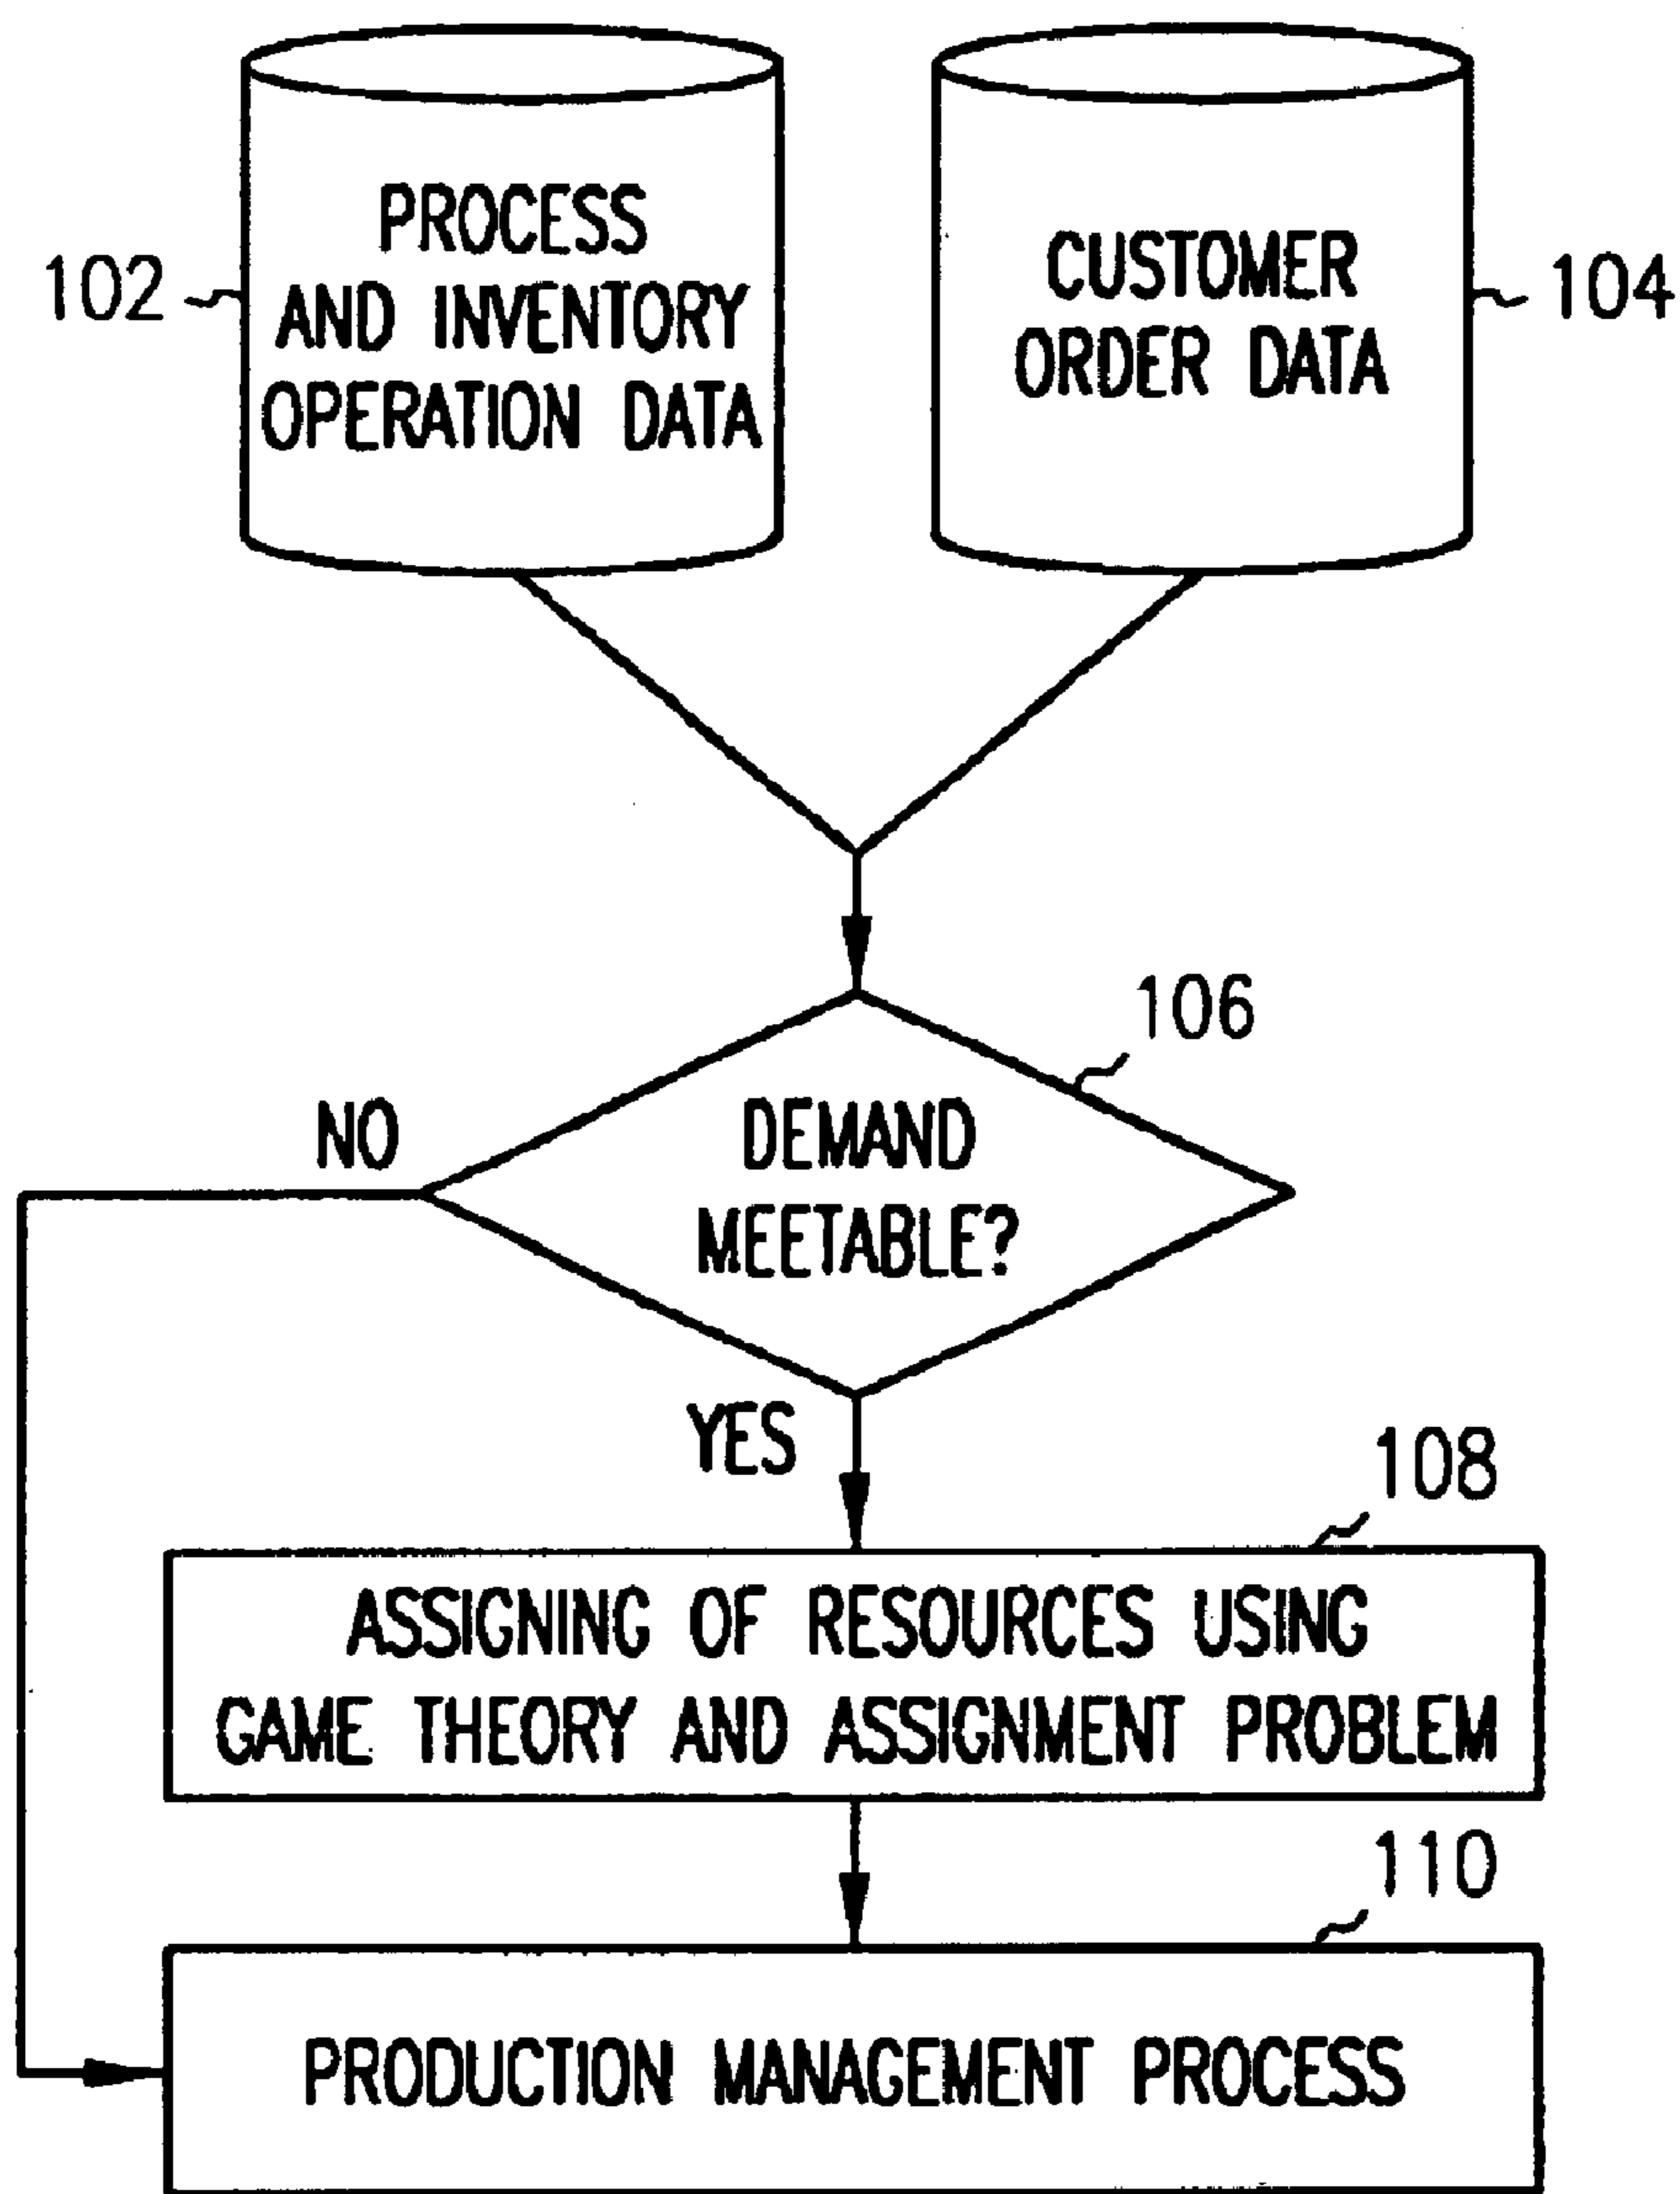 PROCESS
AND INVENTORY
OPERATION DATA
102
CUSTOMER
ORDER DATA
104
106
DEMAND
MEETABLE?
NO
YES
108
ASSIGNING OF RESOURCES USING
GAME THEORY AND ASSIGNMENT PROBLEM
110
PRODUCTION MANAGEMENT PROCESS